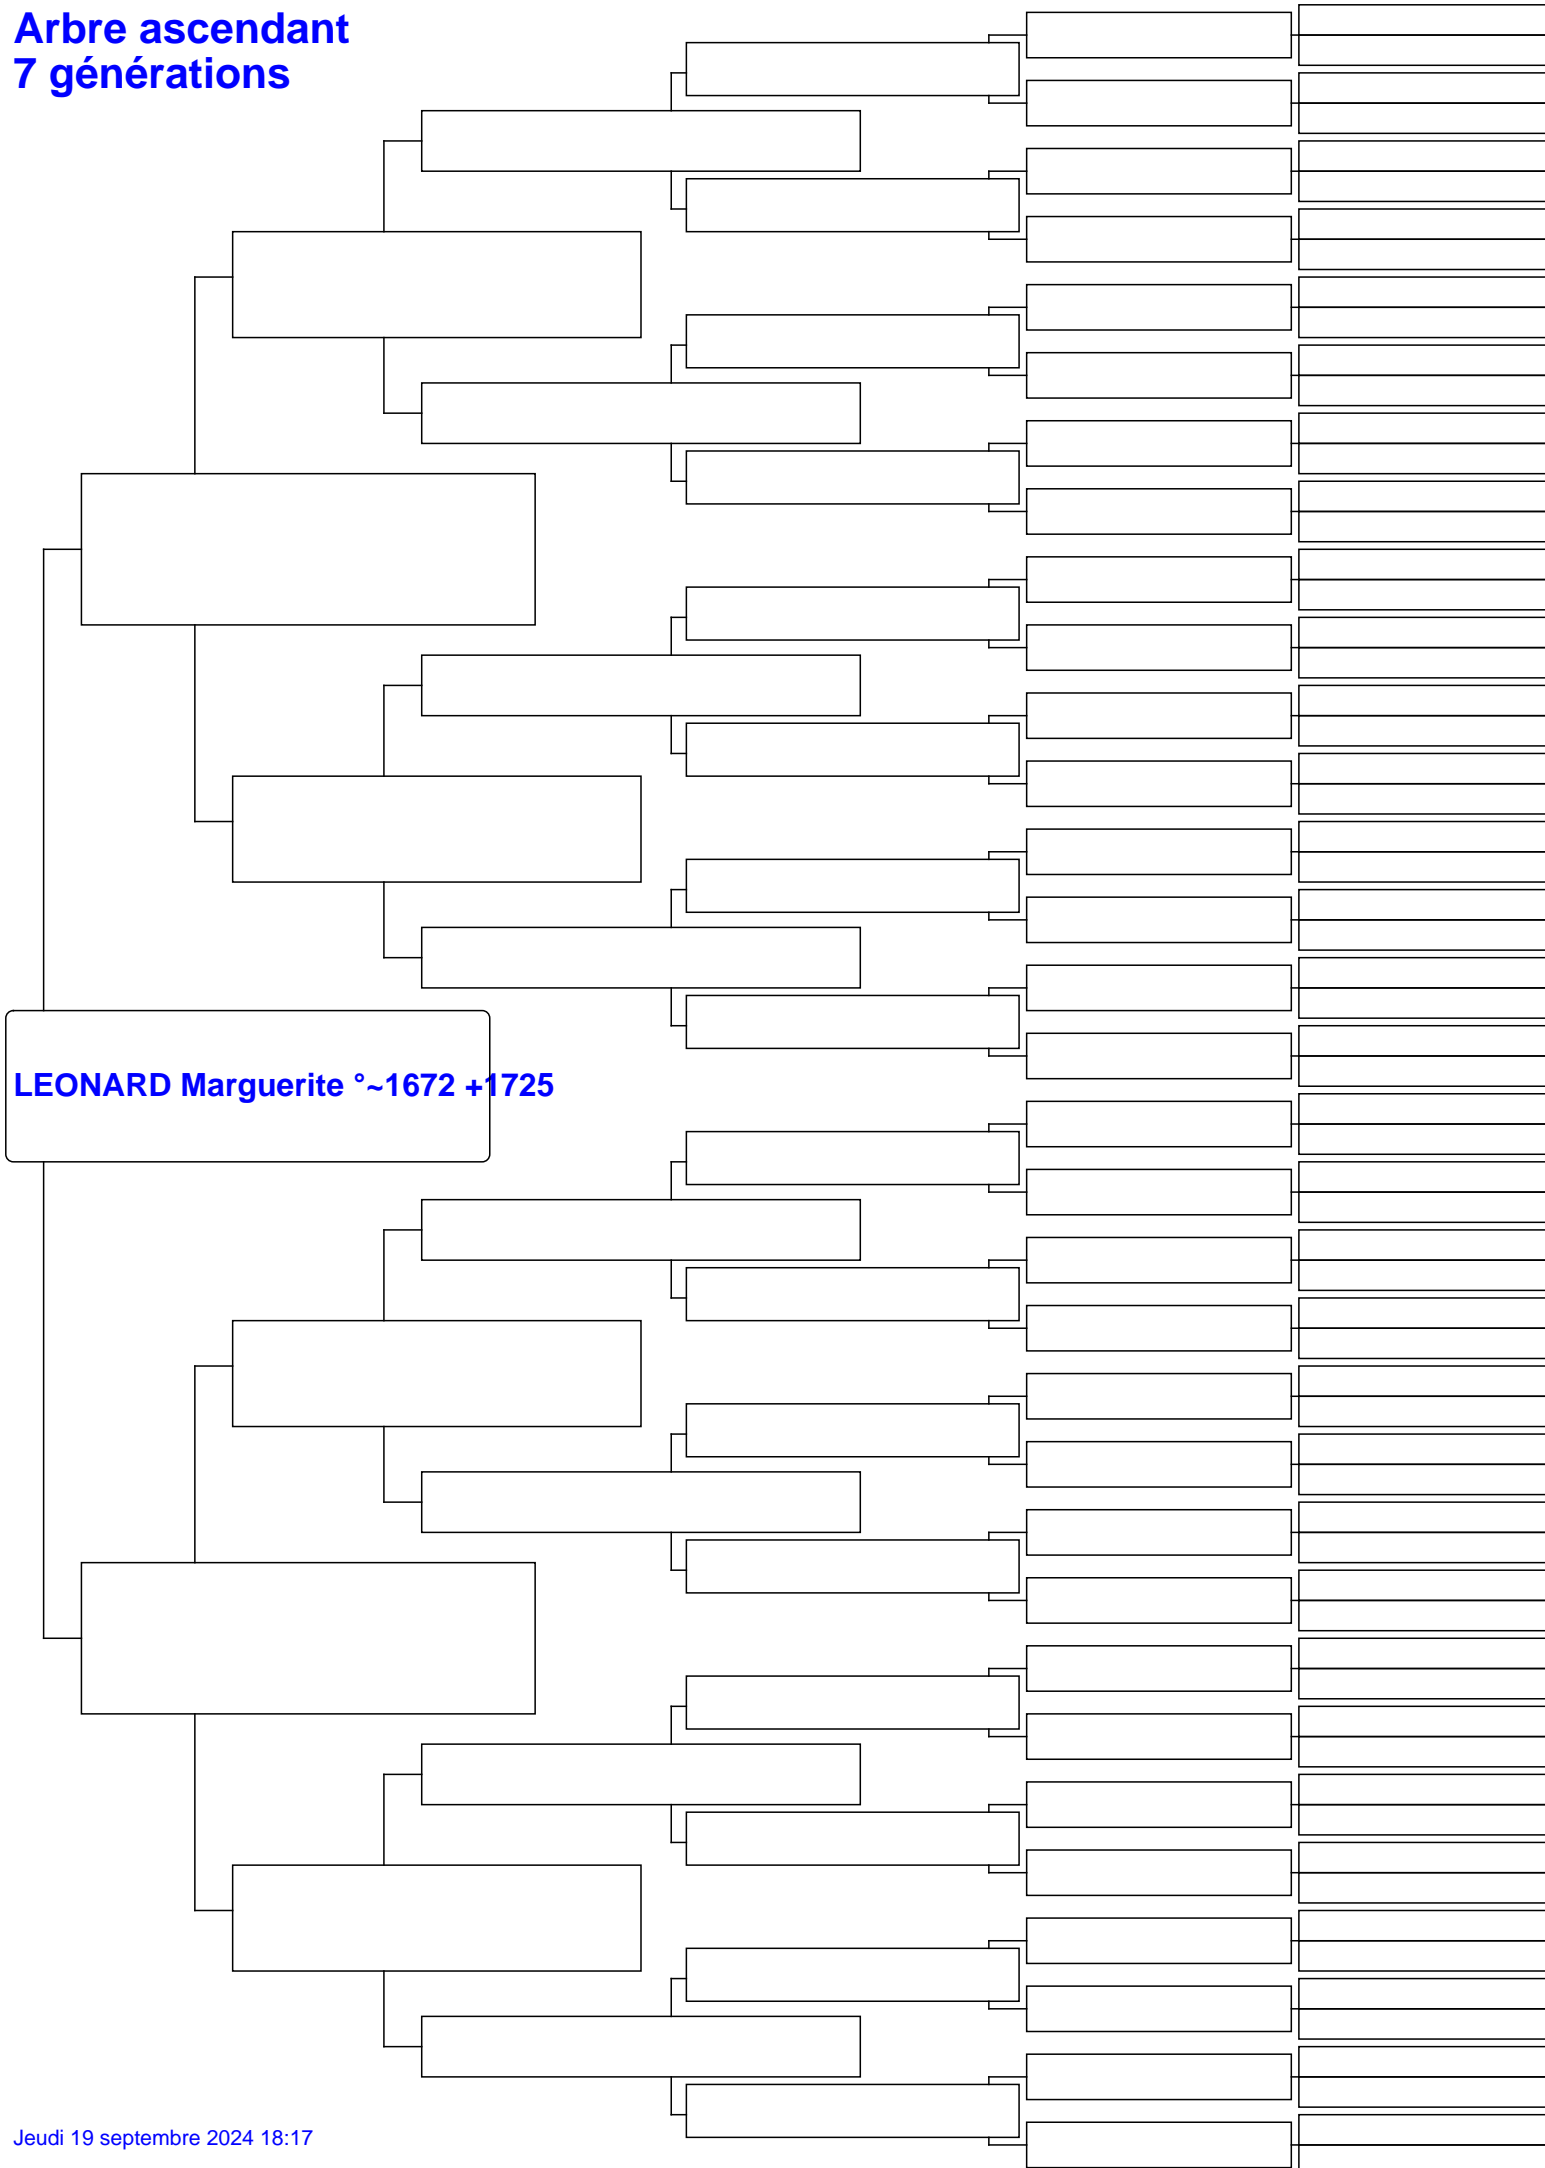 Arbre ascendant
7 générations
LEONARD Marguerite °~1672 +1725
Jeudi 19 septembre 2024 18:17